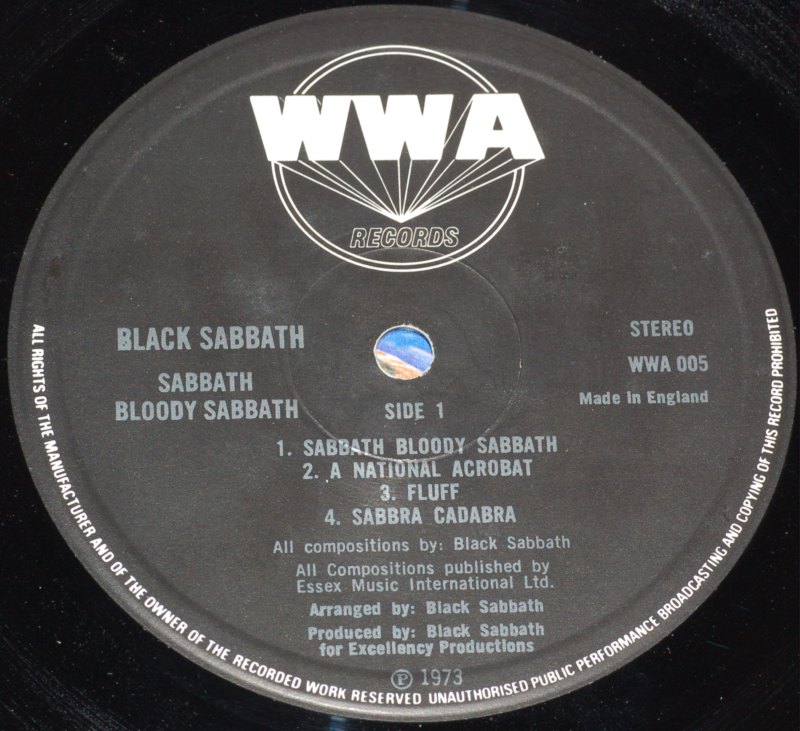 WWA
RECORDS
BLACK SABBATH
SABBATH
BLOODY SABBATH
STEREO
WWA 005
Made in England
SIDE 1
1. SABBATH BLOODY SABBATH
2. A NATIONAL ACROBAT
3. FLUFF
4. SABBRA CADABRA
All compositions by: Black Sabbath
All Compositions published by
Essex Music International Ltd.
Arranged by: Black Sabbath
Produced by: Black Sabbath
for Excellency Productions
Ⓟ 1973
ALL RIGHTS OF THE MANUFACTURER AND OF THE OWNER OF THE RECORDED WORK RESERVED UNAUTHORISED PUBLIC PERFORMANCE BROADCASTING AND COPYING OF THIS RECORD PROHIBITED